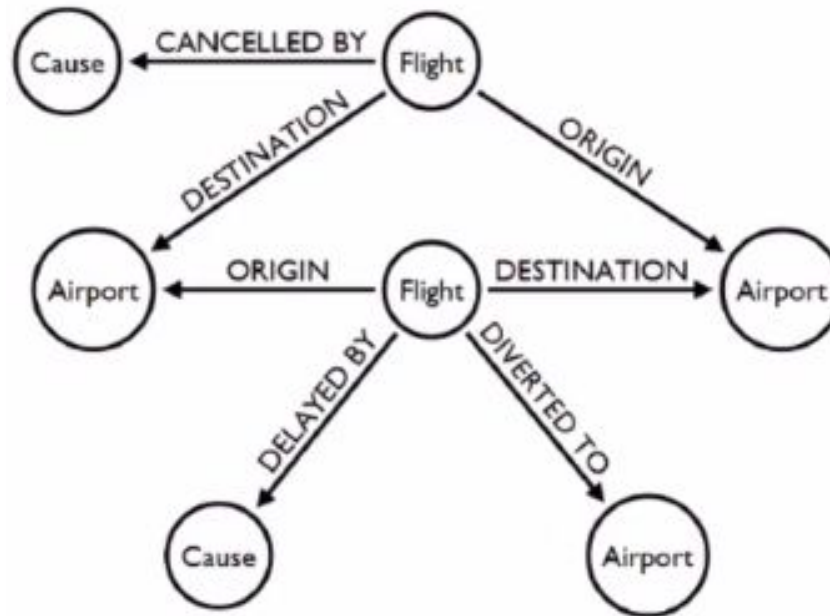 Cause
CANCELLED BY
Flight
DESTINATION
ORIGIN
Airport
ORIGIN
Flight
DESTINATION
Airport
DELAYED BY
DIVERTED TO
Cause
Airport